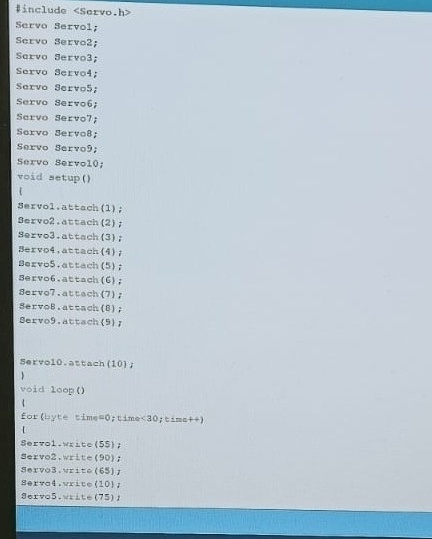 #include <Servo.h>
Servo Servo1;
Servo Servo2;
Servo Servo3;
Servo Servo4;
Servo Servo5;
Servo Servo6;
Servo Servo7;
Servo Servo8;
Servo Servo9;
Servo Servo10;
void setup()
{
Servo1.attach(1);
Servo2.attach(2);
Servo3.attach(3);
Servo4.attach(4);
Servo5.attach(5);
Servo6.attach(6);
Servo7.attach(7);
Servo8.attach(8);
Servo9.attach(9);
Servo10.attach(10);
}
void loop()
{
for(byte time=0;time<30;time++)
{
Servo1.write(55);
Servo2.write(90);
Servo3.write(65);
Servo4.write(10);
Servo5.write(75);